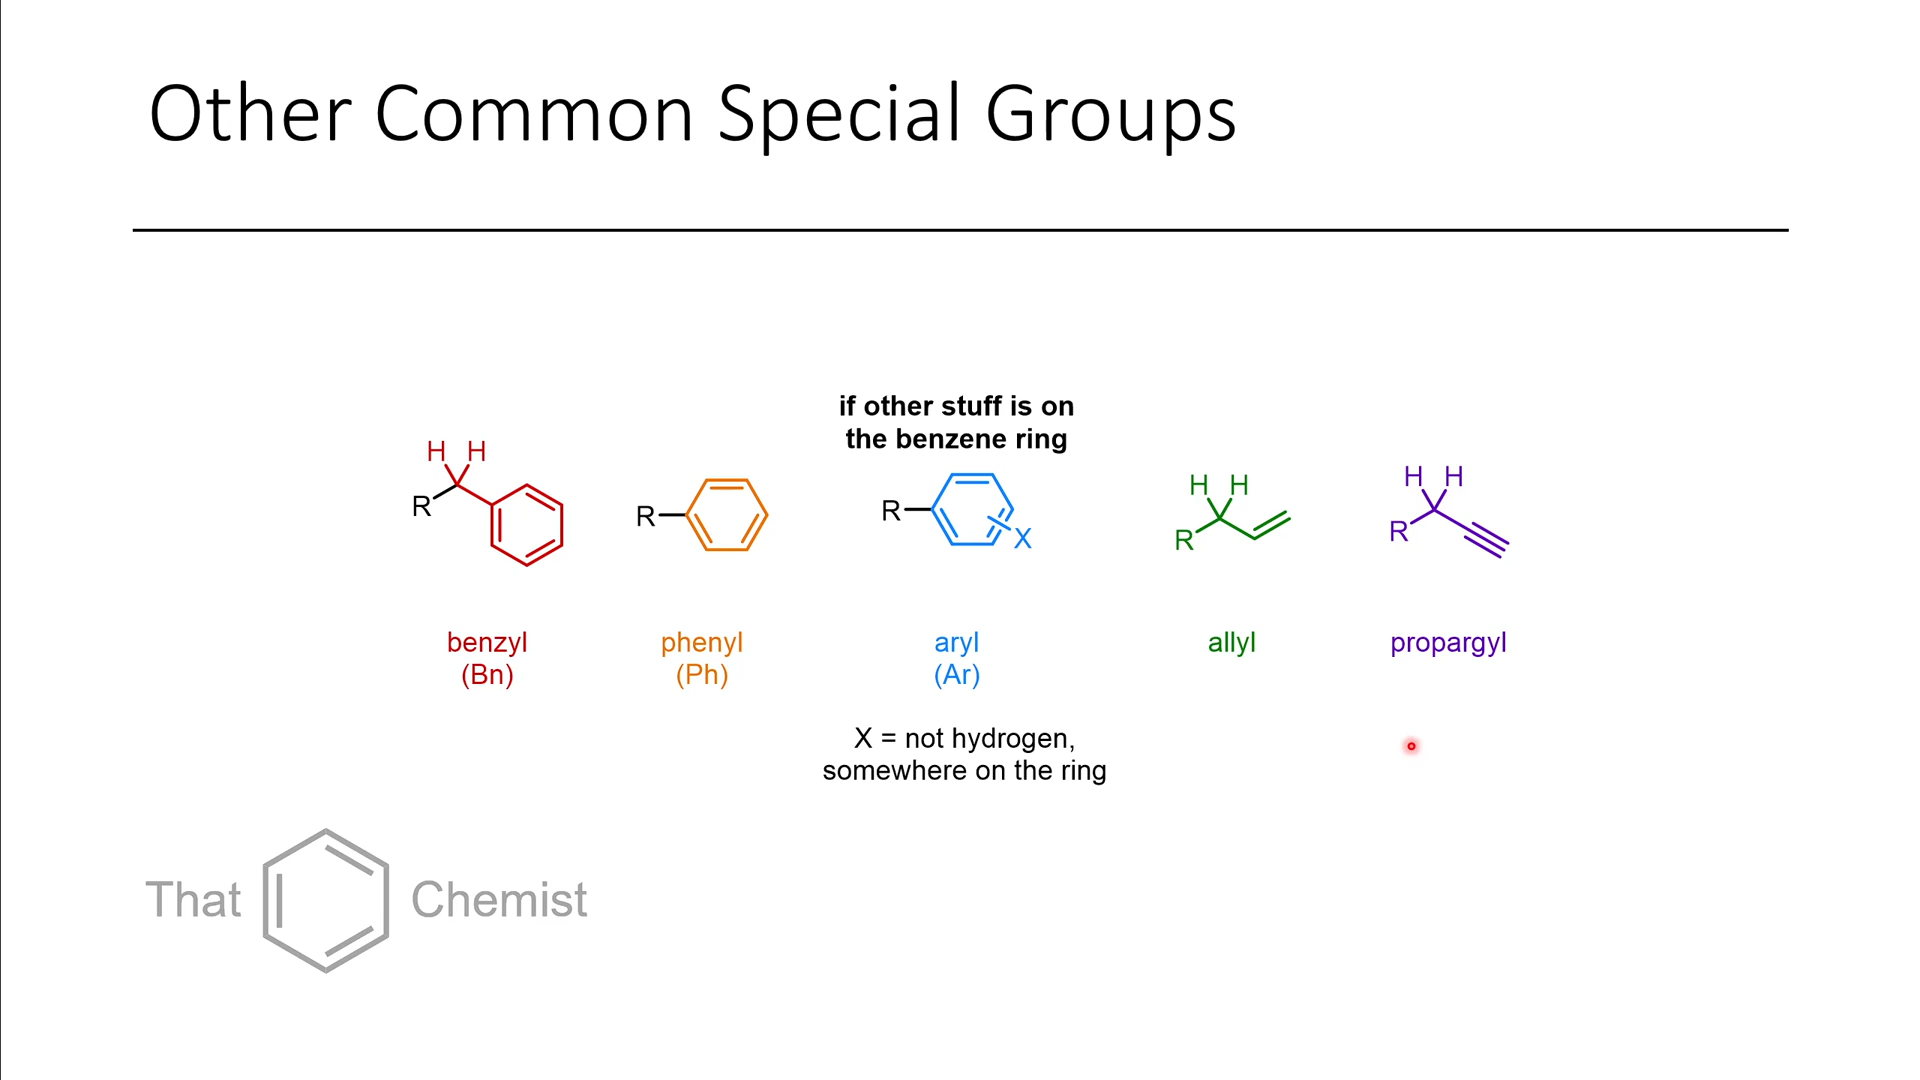 Other Common Special Groups
if other stuff is on
the benzene ring
H H
R
R
R
X
H H
R
H H
R
benzyl
(Bn)
phenyl
(Ph)
aryl
(Ar)
allyl
propargyl
X = not hydrogen,
somewhere on the ring
That Chemist